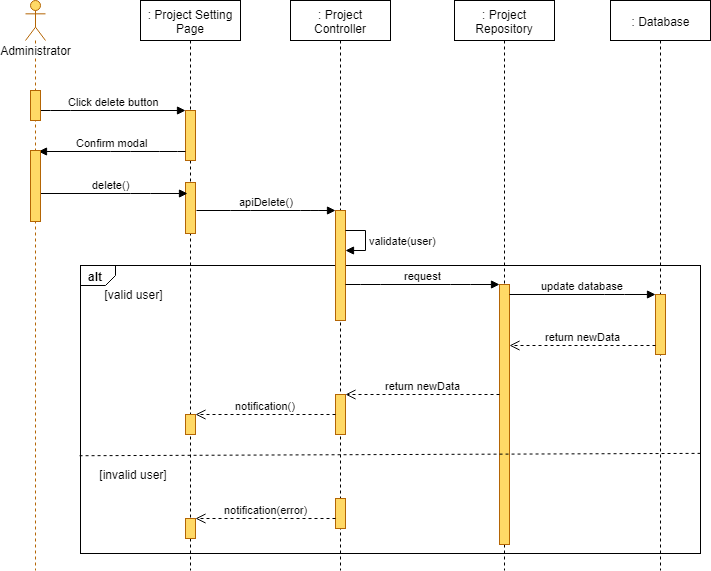 : Project Setting
Page
: Project
Controller
: Project
Repository
: Database
Administrator
Click delete button
Confirm modal
delete()
apiDelete()
validate(user)
alt
[valid user]
request
update database
return newData
return newData
notification()
[invalid user]
notification(error)